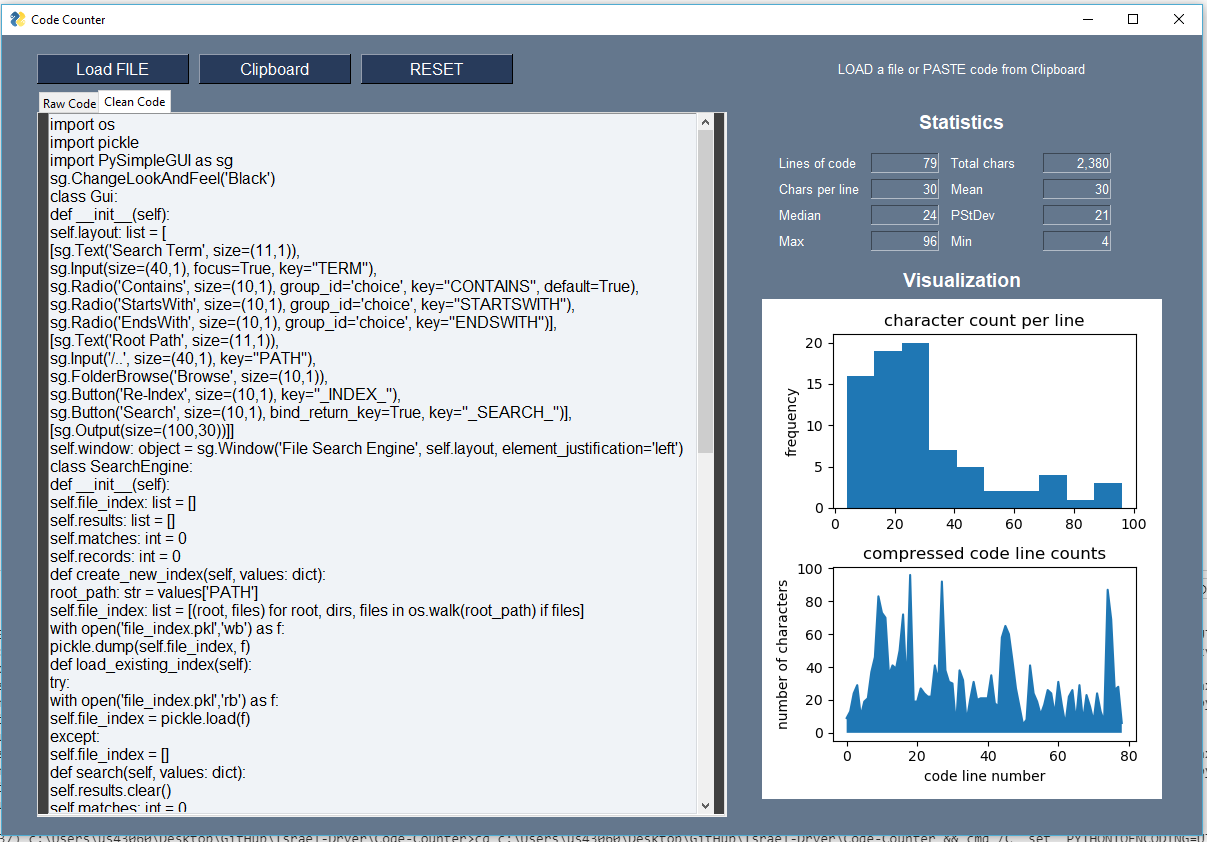 Code Counter
Load FILE Clipboard RESET
LOAD a file or PASTE code from Clipboard
Raw Code Clean Code
import os
import pickle
import PySimpleGUI as sg
sg.ChangeLookAndFeel('Black')
class Gui:
def __init__(self):
self.layout: list = [
[sg.Text('Search Term', size=(11,1)),
sg.Input(size=(40,1), focus=True, key="TERM"),
sg.Radio('Contains', size=(10,1), group_id='choice', key="CONTAINS", default=True),
sg.Radio('StartsWith', size=(10,1), group_id='choice', key="STARTSWITH"),
sg.Radio('EndsWith', size=(10,1), group_id='choice', key="ENDSWITH")],
[sg.Text('Root Path', size=(11,1)),
sg.Input('/..', size=(40,1), key="PATH"),
sg.FolderBrowse('Browse', size=(10,1)),
sg.Button('Re-Index', size=(10,1), key="_INDEX_"),
sg.Button('Search', size=(10,1), bind_return_key=True, key="_SEARCH_")],
[sg.Output(size=(100,30))]]
self.window: object = sg.Window('File Search Engine', self.layout, element_justification='left')
class SearchEngine:
def __init__(self):
self.file_index: list = []
self.results: list = []
self.matches: int = 0
self.records: int = 0
def create_new_index(self, values: dict):
root_path: str = values['PATH']
self.file_index: list = [(root, files) for root, dirs, files in os.walk(root_path) if files]
with open('file_index.pkl','wb') as f:
pickle.dump(self.file_index, f)
def load_existing_index(self):
try:
with open('file_index.pkl','rb') as f:
self.file_index = pickle.load(f)
except:
self.file_index = []
def search(self, values: dict):
self.results.clear()
self.matches: int = 0
Statistics
Lines of code 79 Total chars 2,380
Chars per line 30 Mean 30
Median 24 PStDev 21
Max 96 Min 4
Visualization
character count per line
frequency
20
15
10
5
0
0 20 40 60 80 100
compressed code line counts
number of characters
100
80
60
40
20
0
0 20 40 60 80
code line number
c:\Users\us43060\Desktop\GitHub\Israel-Dryer\Code-Counter>cd c:\Users\us43060\Desktop\GitHub\Israel-Dryer\Code-Counter && cmd /C "set "PYTHONIOENCODING=U